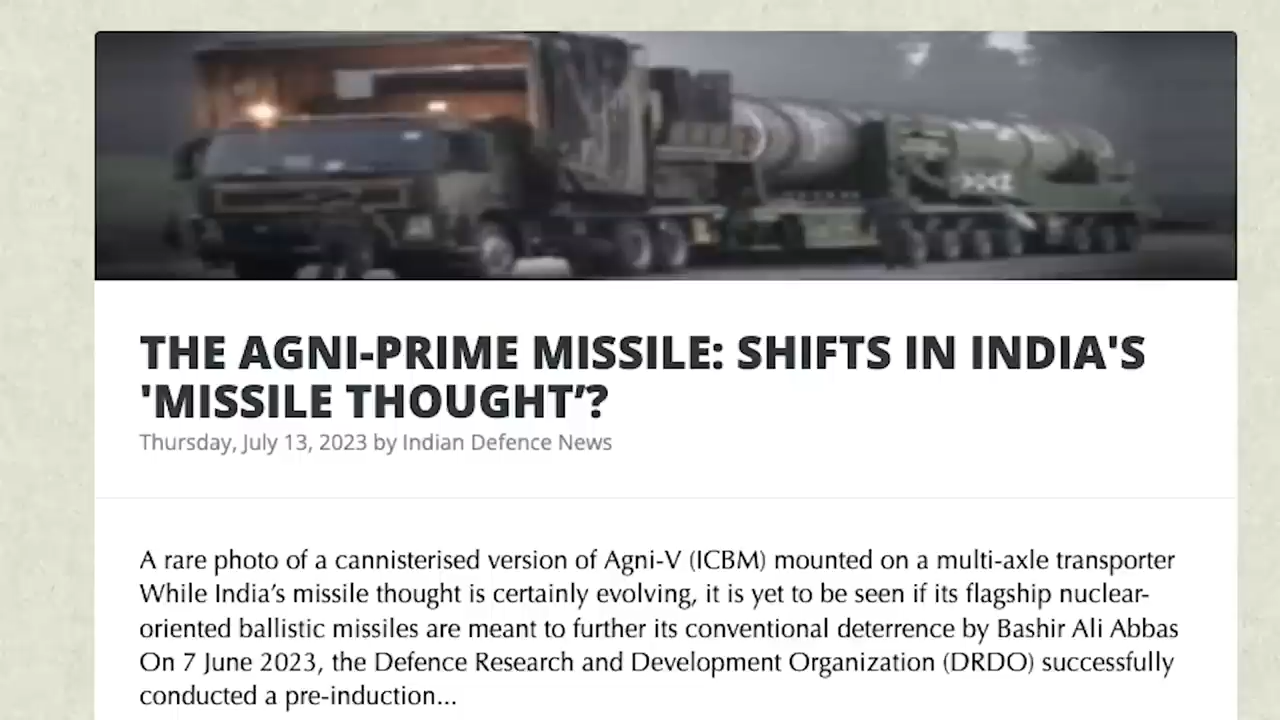 THE AGNI-PRIME MISSILE: SHIFTS IN INDIA'S
'MISSILE THOUGHT’?
Thursday, July 13, 2023 by Indian Defence News
A rare photo of a cannisterised version of Agni-V (ICBM) mounted on a multi-axle transporter
While India’s missile thought is certainly evolving, it is yet to be seen if its flagship nuclear-
oriented ballistic missiles are meant to further its conventional deterrence by Bashir Ali Abbas
On 7 June 2023, the Defence Research and Development Organization (DRDO) successfully
conducted a pre-induction...